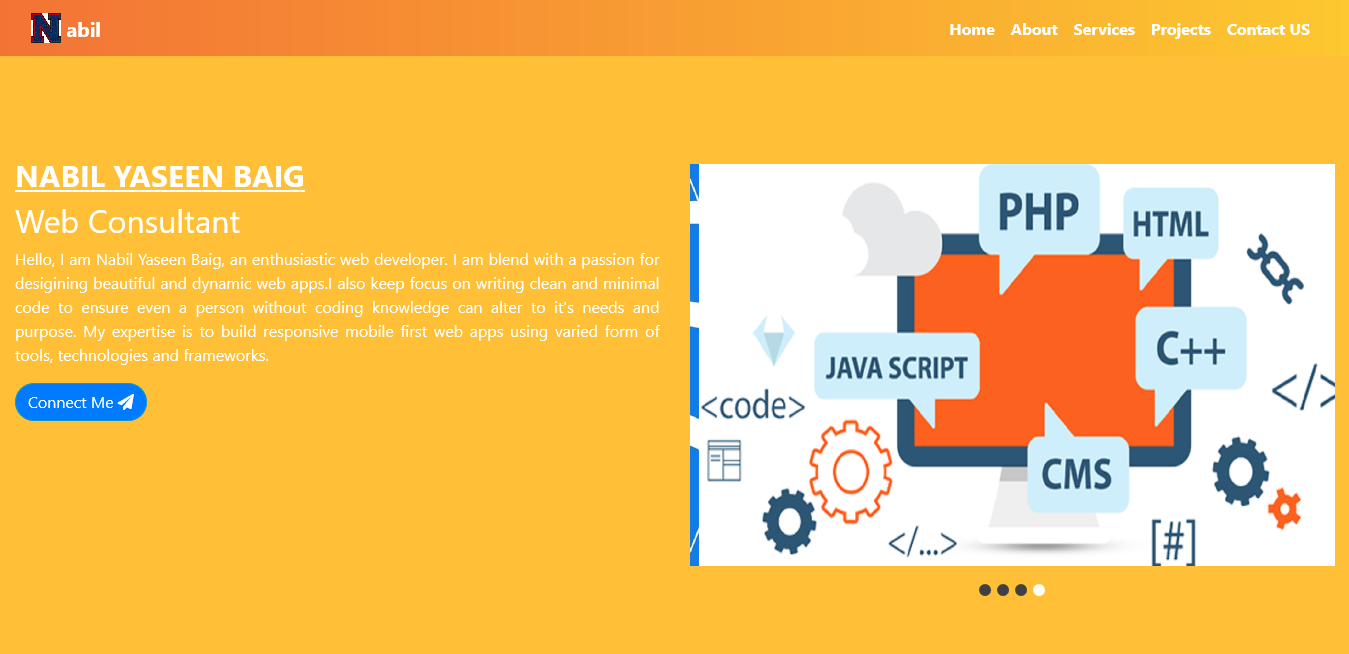 N abil
Home About Services Projects Contact US
NABIL YASEEN BAIG
Web Consultant
Hello, I am Nabil Yaseen Baig, an enthusiastic web developer. I am blend with a passion for
desigining beautiful and dynamic web apps.I also keep focus on writing clean and minimal
code to ensure even a person without coding knowledge can alter to it's needs and
purpose. My expertise is to build responsive mobile first web apps using varied form of
tools, technologies and frameworks.
Connect Me
PHP
HTML
C++
JAVA SCRIPT
<code>
</>
CMS
</...>
[#]